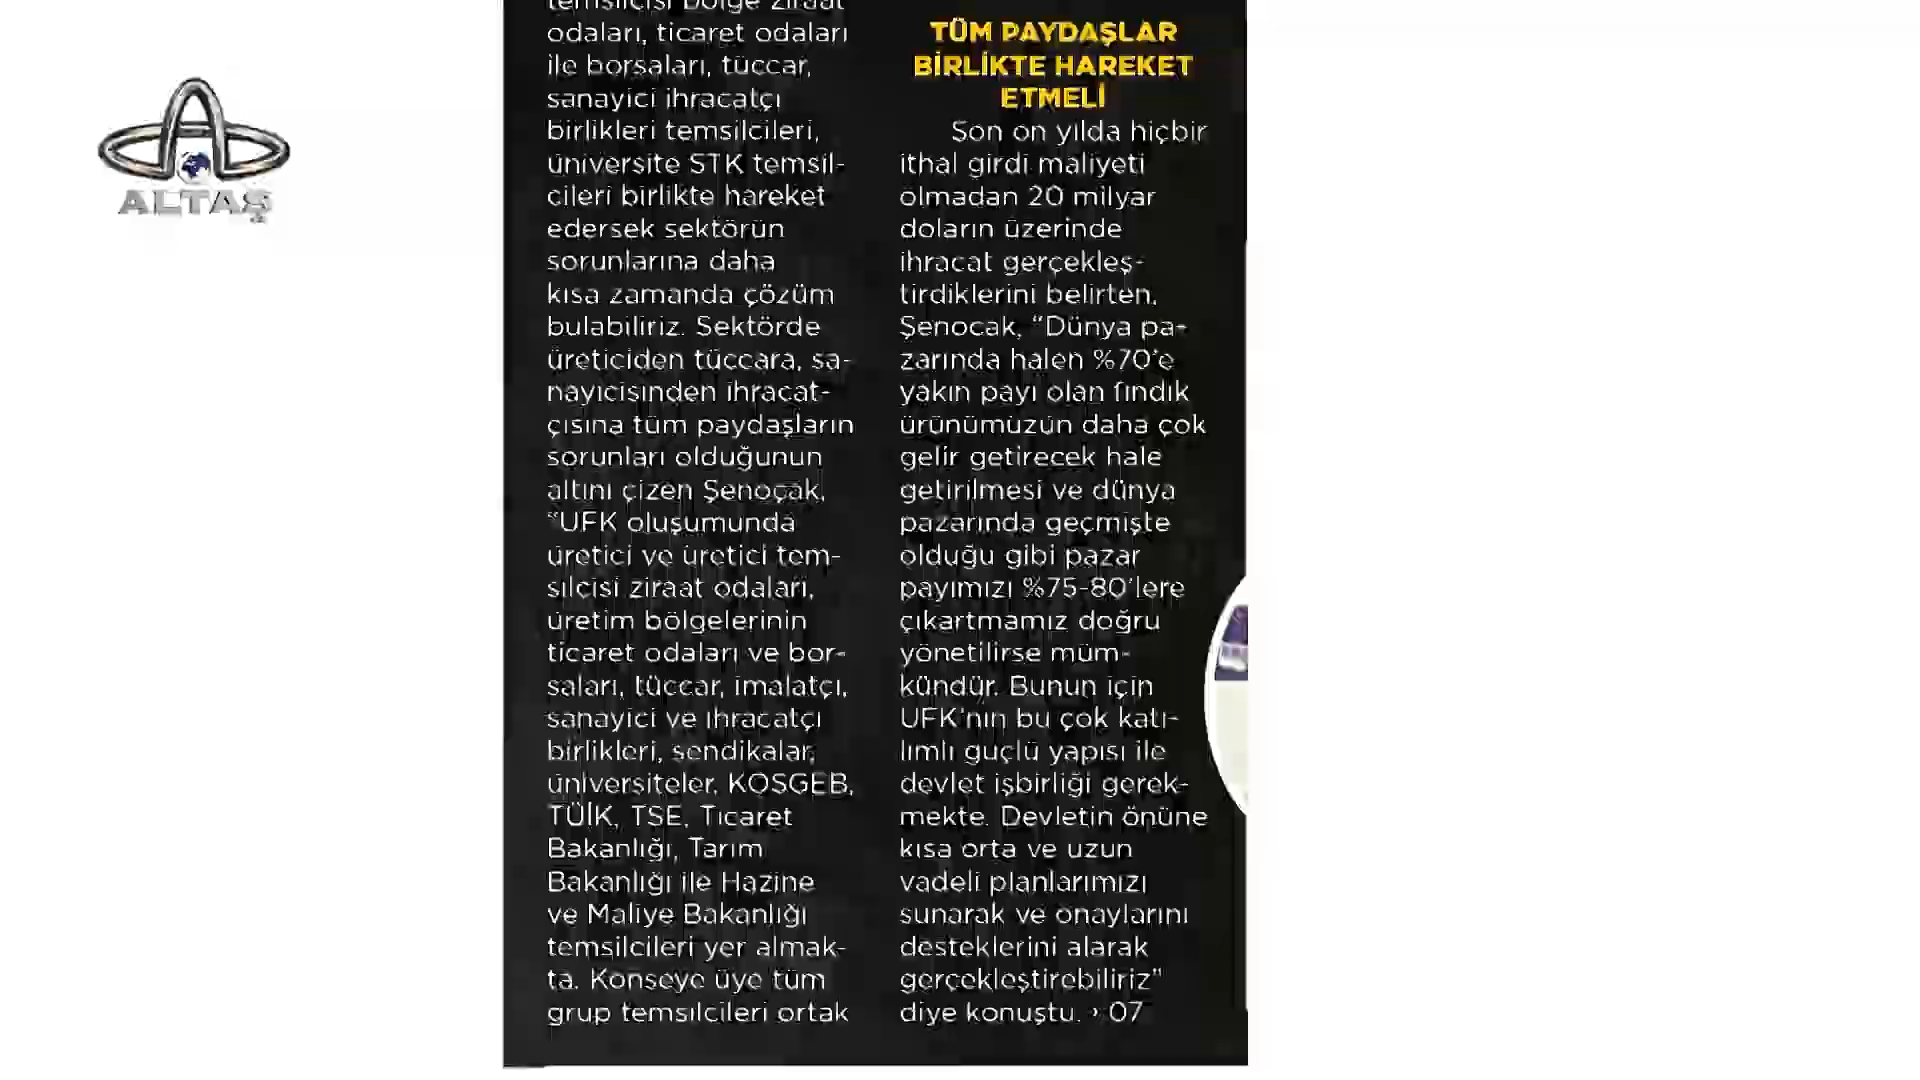 ALTAŞ
temsilcisi bölge ziraat
odaları, ticaret odaları
ile borsaları, tüccar,
sanayici ihracatçı
birlikleri temsilcileri,
üniversite STK temsil-
cileri birlikte hareket
edersek sektörün
sorunlarına daha
kısa zamanda çözüm
bulabiliriz. Sektörde
üreticiden tüccara, sa-
nayicisinden ihracat-
çısına tüm paydaşların
sorunları olduğunun
altını çizen Şenocak,
“UFK oluşumunda
üretici ve üretici tem-
silcisi ziraat odaları,
üretim bölgelerinin
ticaret odaları ve bor-
saları, tüccar, imalatçı,
sanayici ve ihracatçı
birlikleri, sendikalar,
üniversiteler, KOSGEB,
TÜİK, TSE, Ticaret
Bakanlığı, Tarım
Bakanlığı ile Hazine
ve Maliye Bakanlığı
temsilcileri yer almak-
ta. Konseye üye tüm
grup temsilcileri ortak
TÜM PAYDAŞLAR
BİRLİKTE HAREKET
ETMELİ
Son on yılda hiçbir
ithal girdi maliyeti
olmadan 20 milyar
doların üzerinde
ihracat gerçekleş-
tirdiklerini belirten,
Şenocak, “Dünya pa-
zarında halen %70’e
yakın payı olan fındık
ürünümüzün daha çok
gelir getirecek hale
getirilmesi ve dünya
pazarında geçmişte
olduğu gibi pazar
payımızı %75-80’lere
çıkartmamız doğru
yönetilirse müm-
kündür. Bunun için
UFK’nın bu çok katı-
lımlı güçlü yapısı ile
devlet işbirliği gerek-
mekte. Devletin önüne
kısa orta ve uzun
vadeli planlarımızı
sunarak ve onaylarını
desteklerini alarak
gerçekleştirebiliriz”
diye konuştu. › 07